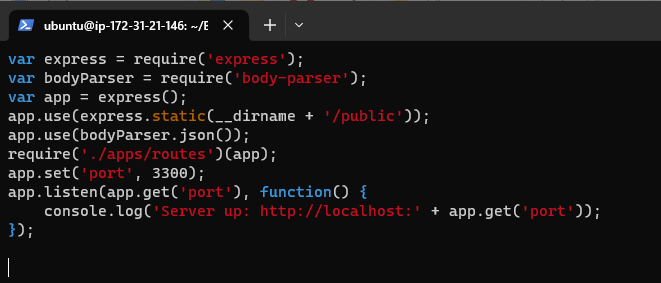 ubuntu@ip-172-31-21-146: ~/E
var express = require('express');
var bodyParser = require('body-parser');
var app = express();
app.use(express.static(__dirname + '/public'));
app.use(bodyParser.json());
require('./apps/routes')(app);
app.set('port', 3300);
app.listen(app.get('port'), function() {
    console.log('Server up: http://localhost:' + app.get('port'));
});